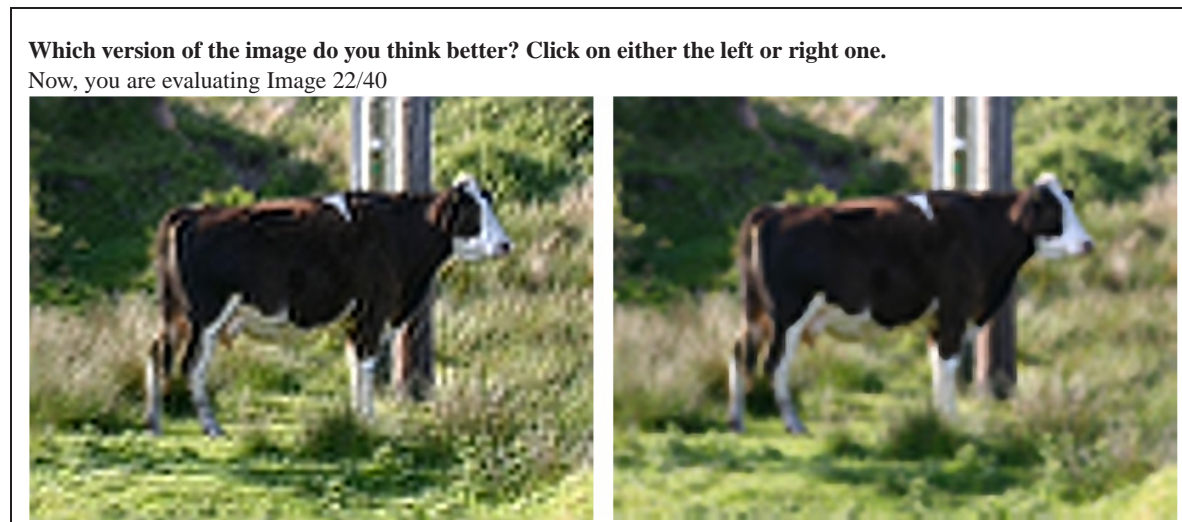 Which version of the image do you think better? Click on either the left or right one.
Now, you are evaluating Image 22/40